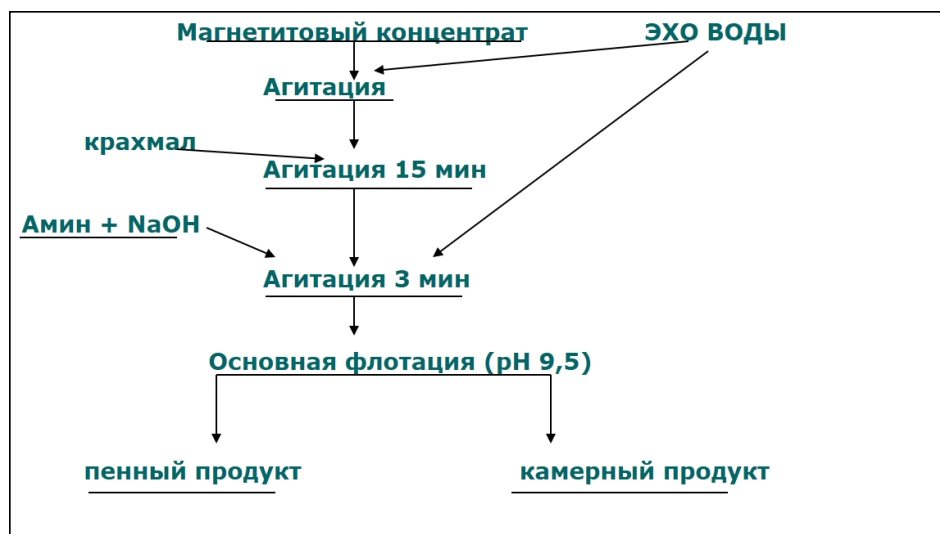 Магнетитовый концентрат
ЭХО ВОДЫ
Агитация
крахмал
Агитация 15 мин
Амин + NaOH
Агитация 3 мин
Основная флотация (pH 9,5)
пенный продукт
камерный продукт